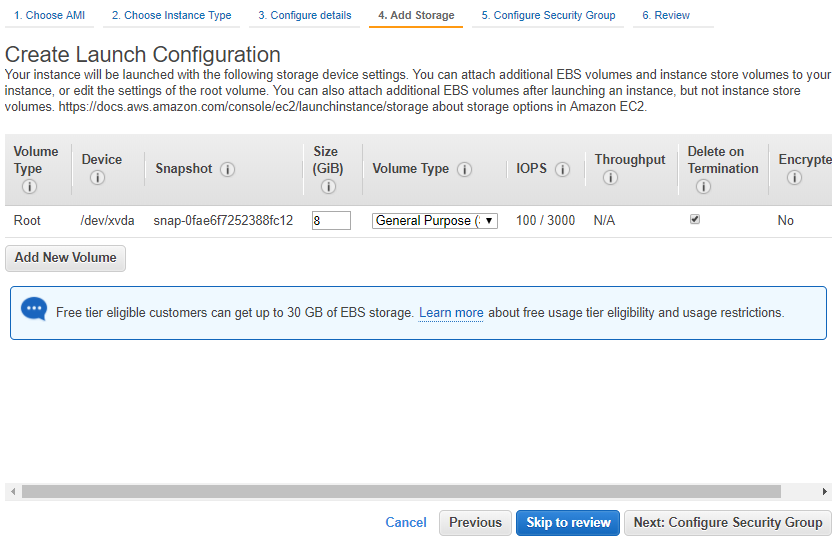 1. Choose AMI 2. Choose Instance Type 3. Configure details 4. Add Storage 5. Configure Security Group 6. Review
Create Launch Configuration
Your instance will be launched with the following storage device settings. You can attach additional EBS volumes and instance store volumes to your
instance, or edit the settings of the root volume. You can also attach additional EBS volumes after launching an instance, but not instance store
volumes. https://docs.aws.amazon.com/console/ec2/launchinstance/storage about storage options in Amazon EC2.
Volume Type Device Snapshot Size (GiB) Volume Type IOPS Throughput Delete on Termination Encrypte
Root /dev/xvda snap-0fae6f7252388fc12 8 General Purpose ( 100 / 3000 N/A No
Add New Volume
Free tier eligible customers can get up to 30 GB of EBS storage. Learn more about free usage tier eligibility and usage restrictions.
Cancel Previous Skip to review Next: Configure Security Group